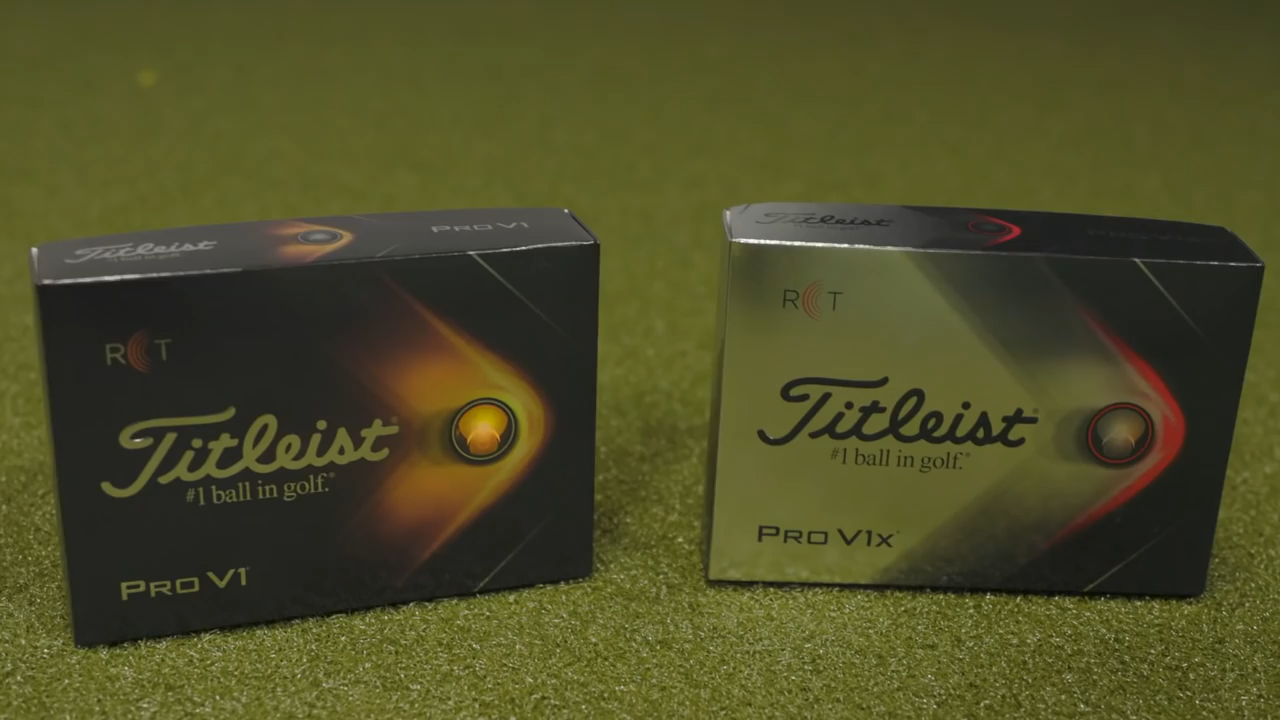 Titleist
PRO V1
RCT
Titleist®
#1 ball in golf.®
PRO V1
Titleist
RCT
Titleist®
#1 ball in golf.®
PRO V1x